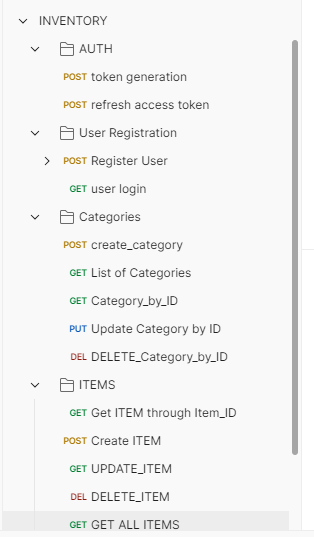 INVENTORY
AUTH
POST token generation
POST refresh access token
User Registration
POST Register User
GET user login
Categories
POST create_category
GET List of Categories
GET Category_by_ID
PUT Update Category by ID
DEL DELETE_Category_by_ID
ITEMS
GET Get ITEM through Item_ID
POST Create ITEM
GET UPDATE_ITEM
DEL DELETE_ITEM
GET GET ALL ITEMS